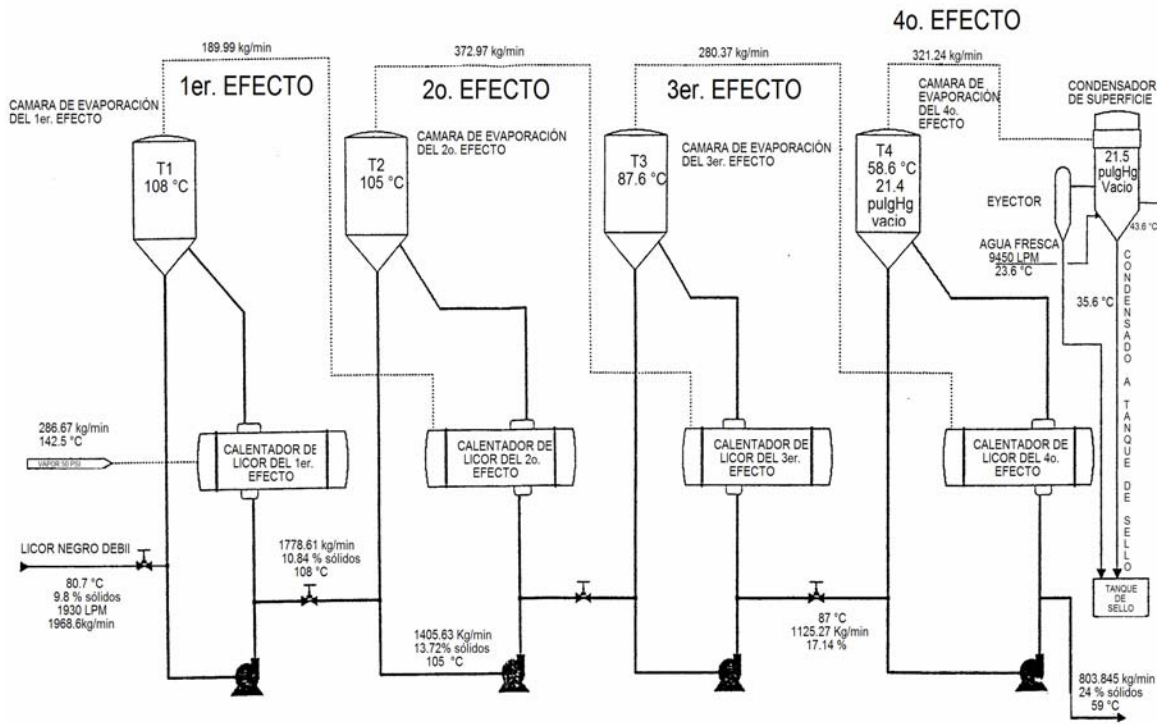 4o. EFECTO
189.99 kg/min
372.97 kg/min
280.37 kg/min
321.24 kg/min
1er. EFECTO
2o. EFECTO
3er. EFECTO
CAMARA DE EVAPORACIÓN
DEL 1er. EFECTO
CAMARA DE EVAPORACIÓN
DEL 2o. EFECTO
CAMARA DE EVAPORACIÓN
DEL 3er. EFECTO
CAMARA DE
EVAPORACIÓN
DEL 4o.
EFECTO
CONDENSADOR
DE SUPERFICIE
T1
108 °C
T2
105 °C
T3
87.6 °C
T4
58.6 °C
21.4
pulgHg
vacio
21.5
pulgHg
Vacio
EYECTOR
43.6 °C
AGUA FRESCA
9450 LPM
23.6 °C
35.6 °C
CONDENSADO A TANQUE DE SELLO
286.67 kg/min
142.5 °C
VAPOR 50 PSI
CALENTADOR DE
LICOR DEL 1er.
EFECTO
CALENTADOR DE
LICOR DEL 2o.
EFECTO
CALENTADOR DE
LICOR DEL 3er.
EFECTO
CALENTADOR DE
LICOR DEL 4o.
EFECTO
LICOR NEGRO DEBII
80.7 °C
9.8 % sólidos
1930 LPM
1968.6kg/min
1778.61 kg/min
10.84 % sólidos
108 °C
1405.63 Kg/min
13.72% sólidos
105 °C
87 °C
1125.27 Kg/min
17.14 %
TANQUE
DE
SELLO
803.845 kg/min
24 % sólidos
59 °C